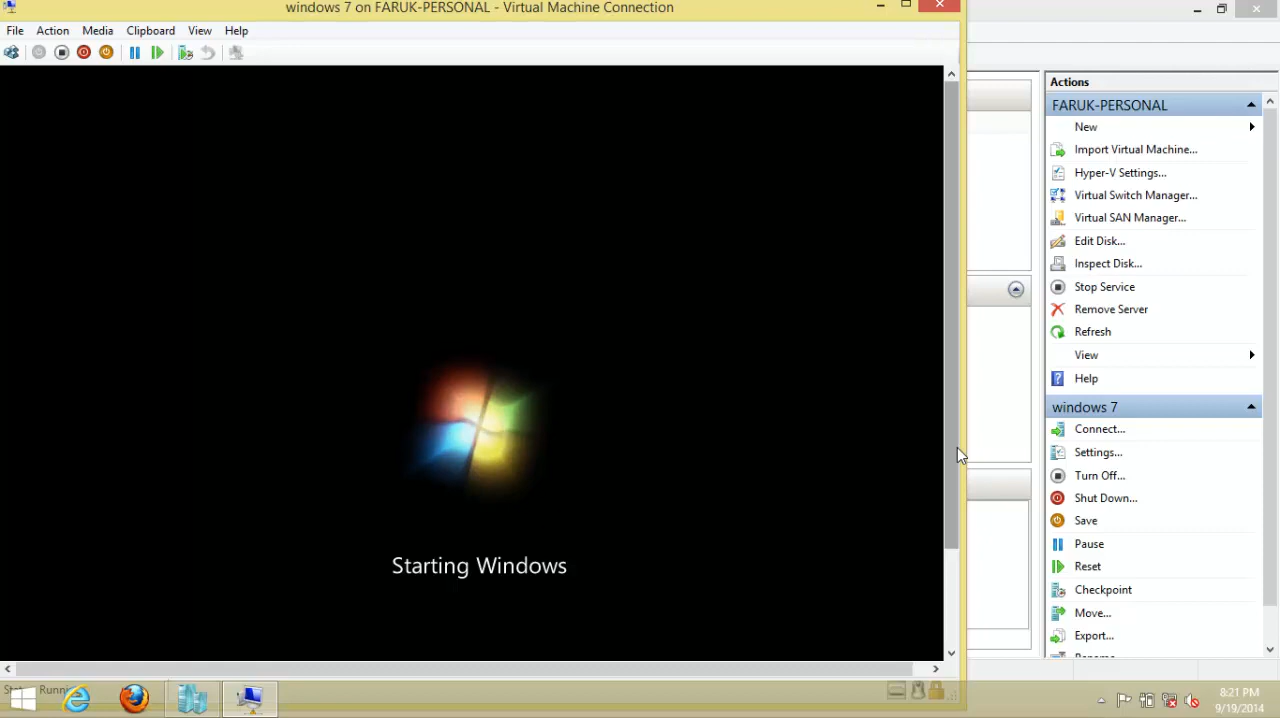 windows 7 on FARUK-PERSONAL - Virtual Machine Connection
File Action Media Clipboard View Help
Starting Windows
Actions
FARUK-PERSONAL
New
Import Virtual Machine...
Hyper-V Settings...
Virtual Switch Manager...
Virtual SAN Manager...
Edit Disk...
Inspect Disk...
Stop Service
Remove Server
Refresh
View
Help
windows 7
Connect...
Settings...
Turn Off...
Shut Down...
Save
Pause
Reset
Checkpoint
Move...
Export...
8:21 PM
9/19/2014